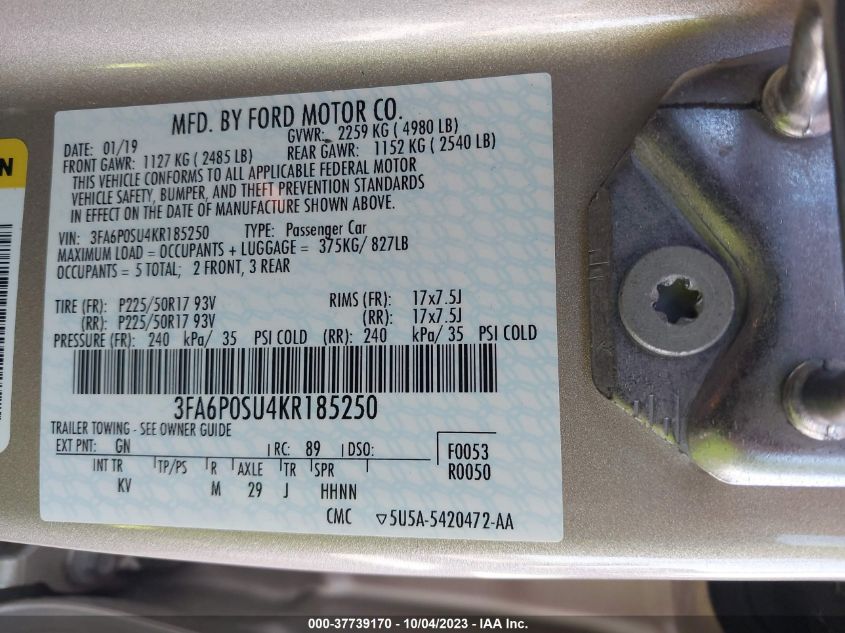 MFD. BY FORD MOTOR CO.
DATE: 01/19 GVWR: 2259 KG ( 4980 LB)
FRONT GAWR: 1127 KG ( 2485 LB) REAR GAWR: 1152 KG ( 2540 LB)
THIS VEHICLE CONFORMS TO ALL APPLICABLE FEDERAL MOTOR
VEHICLE SAFETY, BUMPER, AND THEFT PREVENTION STANDARDS
IN EFFECT ON THE DATE OF MANUFACTURE SHOWN ABOVE.
VIN: 3FA6P0SU4KR185250 TYPE: Passenger Car
MAXIMUM LOAD = OCCUPANTS + LUGGAGE = 375KG/ 827LB
OCCUPANTS = 5 TOTAL; 2 FRONT, 3 REAR
TIRE (FR): P225/50R17 93V RIMS (FR): 17x7.5J
(RR): P225/50R17 93V (RR): 17x7.5J
PRESSURE (FR): 240 kPa/ 35 PSI COLD (RR): 240 kPa/ 35 PSI COLD
3FA6P0SU4KR185250
TRAILER TOWING - SEE OWNER GUIDE
EXT PNT: GN RC: 89 DSO: F0053
R0050
INT TR TP/PS R AXLE TR SPR
KV M 29 J HHNN
CMC ▽5U5A-5420472-AA
N
000-37739170 - 10/04/2023 - IAA Inc.